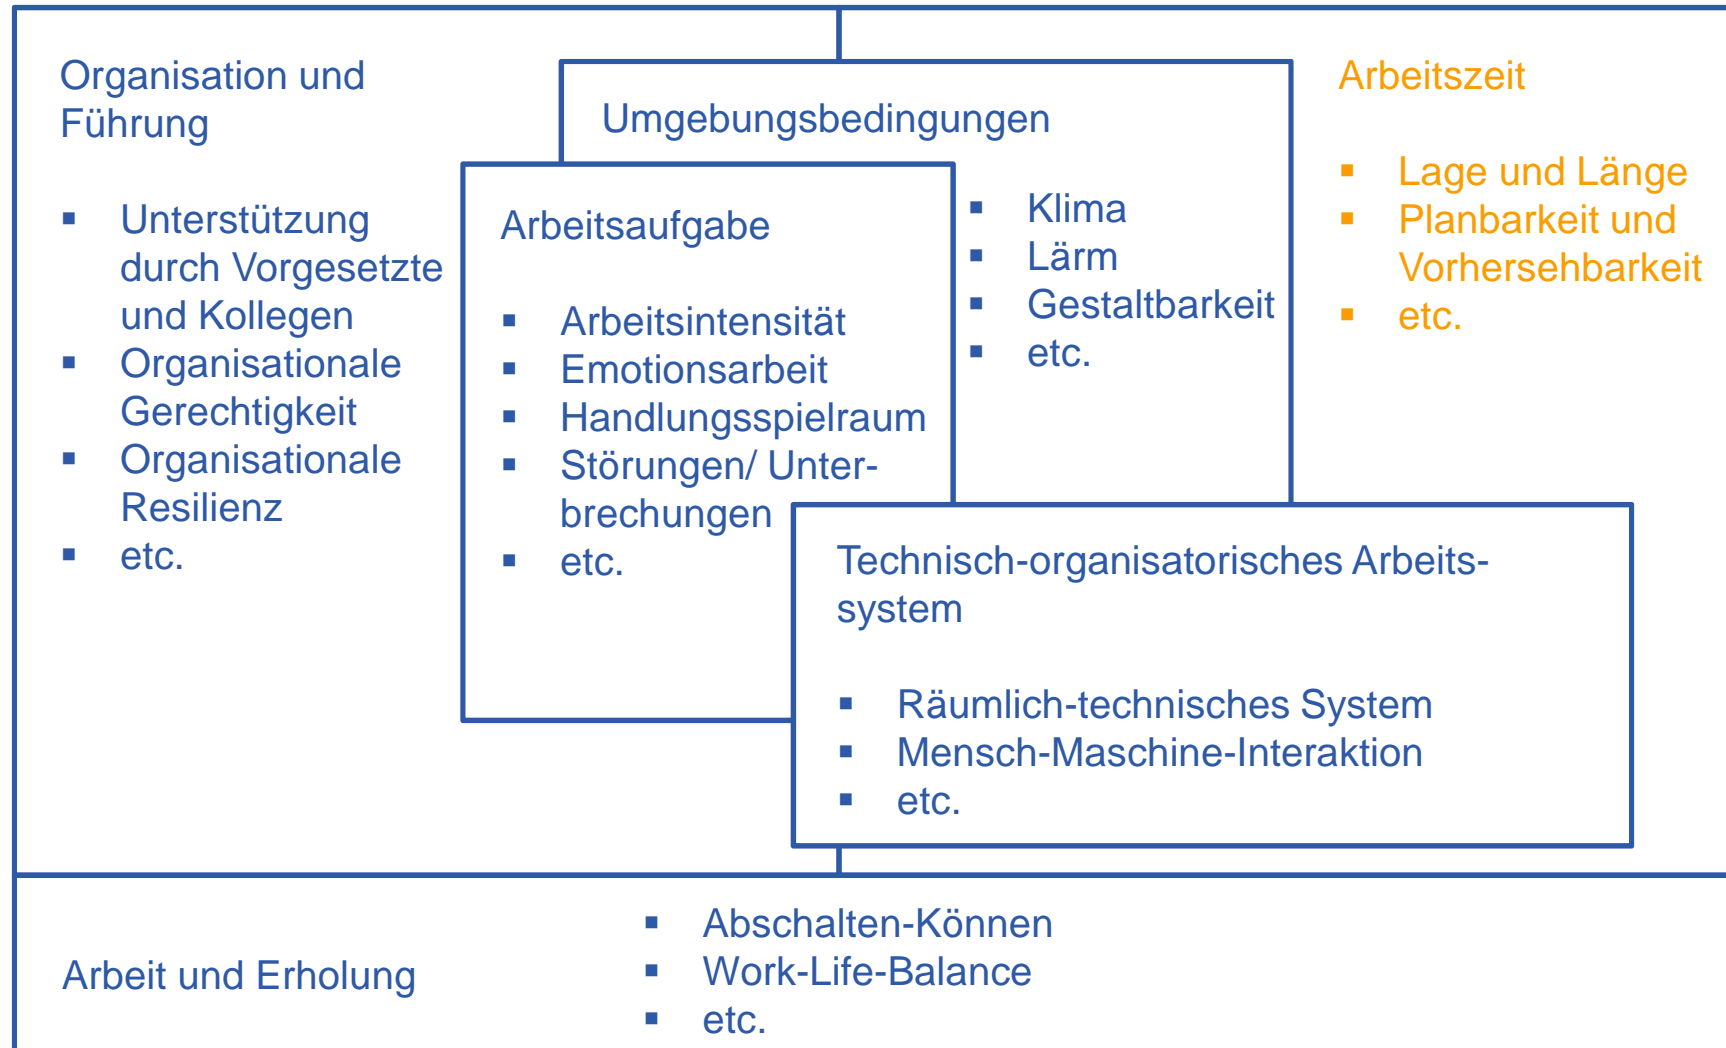 Organisation und
Führung
▪ Unterstützung
durch Vorgesetzte
und Kollegen
▪ Organisationale
Gerechtigkeit
▪ Organisationale
Resilienz
▪ etc.
Umgebungsbedingungen
▪ Klima
▪ Lärm
▪ Gestaltbarkeit
▪ etc.
Arbeitsaufgabe
▪ Arbeitsintensität
▪ Emotionsarbeit
▪ Handlungsspielraum
▪ Störungen/ Unter-
brechungen
▪ etc.
Arbeitszeit
▪ Lage und Länge
▪ Planbarkeit und
Vorhersehbarkeit
▪ etc.
Technisch-organisatorisches Arbeits-
system
▪ Räumlich-technisches System
▪ Mensch-Maschine-Interaktion
▪ etc.
Arbeit und Erholung
▪ Abschalten-Können
▪ Work-Life-Balance
▪ etc.